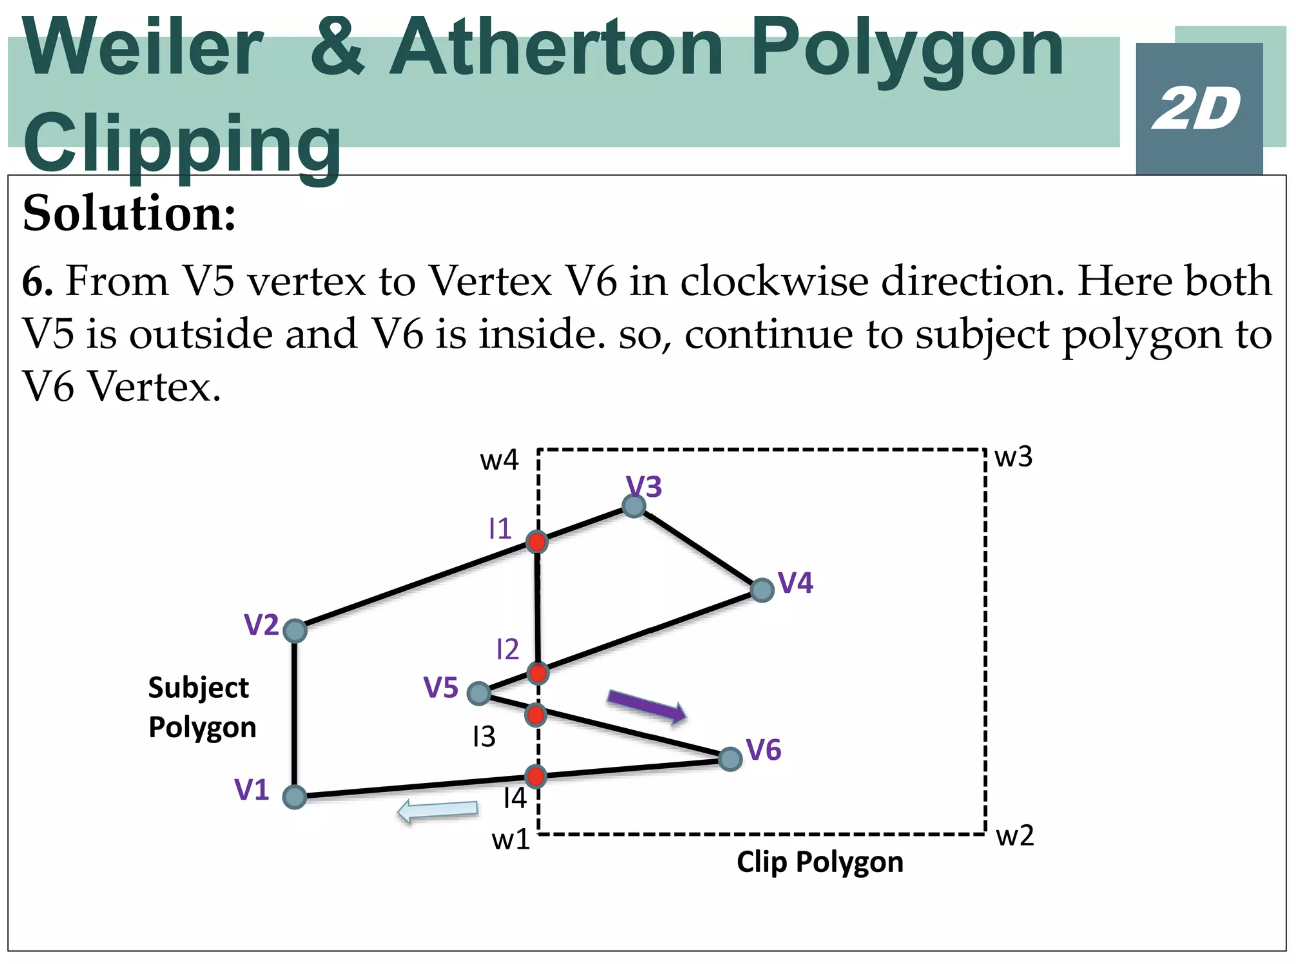 Weiler & Atherton Polygon
Clipping
2D
Solution:
6. From V5 vertex to Vertex V6 in clockwise direction. Here both
V5 is outside and V6 is inside. so, continue to subject polygon to
V6 Vertex.
w4
w3
V3
I1
V4
V2
I2
V5
Subject
Polygon
I3
V6
V1
I4
w1
w2
Clip Polygon